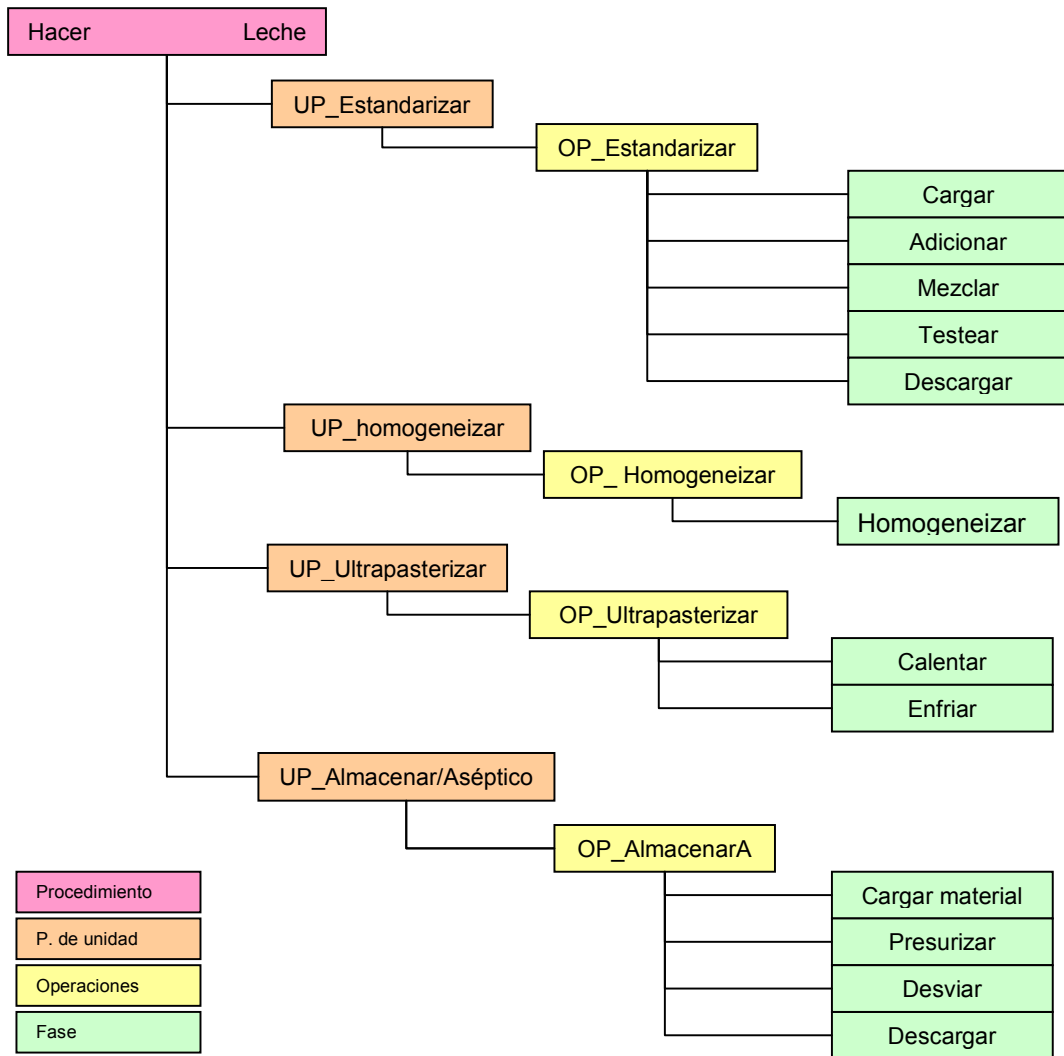 Hacer Leche
UP_Estandarizar
OP_Estandarizar
Cargar
Adicionar
Mezclar
Testear
Descargar
UP_homogeneizar
OP_ Homogeneizar
Homogeneizar
UP_Ultrapasterizar
OP_Ultrapasterizar
Calentar
Enfriar
UP_Almacenar/Aséptico
OP_AlmacenarA
Cargar material
Presurizar
Desviar
Descargar
Procedimiento
P. de unidad
Operaciones
Fase